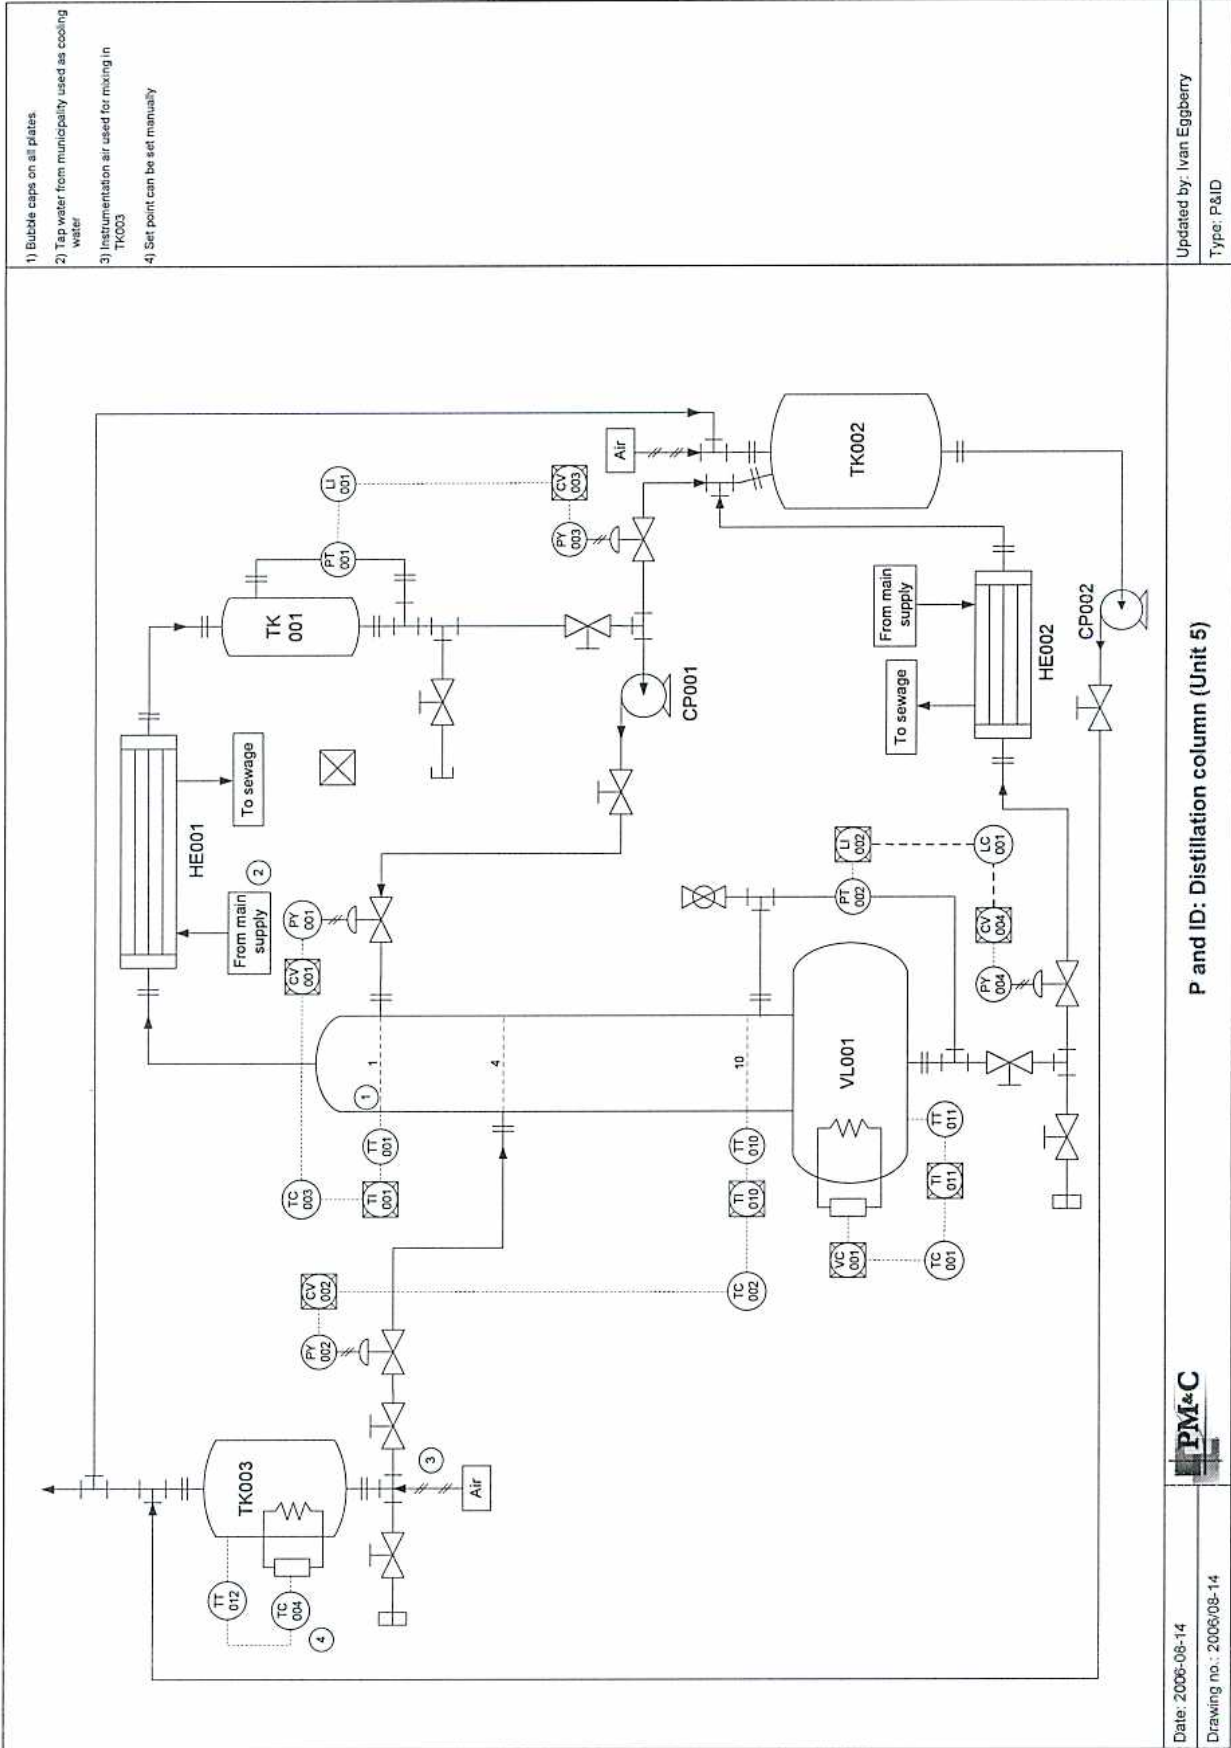 1) Bubble caps on all plates.
2) Tap water from municipality used as cooling
water
3) Instrumentation air used for mixing in
TK003
4) Set point can be set manually
TK003
TT
012
TC
004
4
3
Air
PY
002
CV
002
TC
003
TI
001
TT
001
1
1
4
10
CV
001
PY
001
From main
supply
2
To sewage
HE001
TK
001
PT
001
LI
001
CV
003
PY
003
CP001
Air
TK002
TC
002
TI
010
TT
010
VC
001
TC
001
TI
011
TT
011
VL001
PT
002
LI
002
LC
001
CV
004
PY
004
To sewage
From main
supply
HE002
CP002
Date: 2006-08-14
Drawing no.: 2006/08-14
PM&C
P and ID: Distillation column (Unit 5)
Updated by: Ivan Eggberry
Type: P&ID